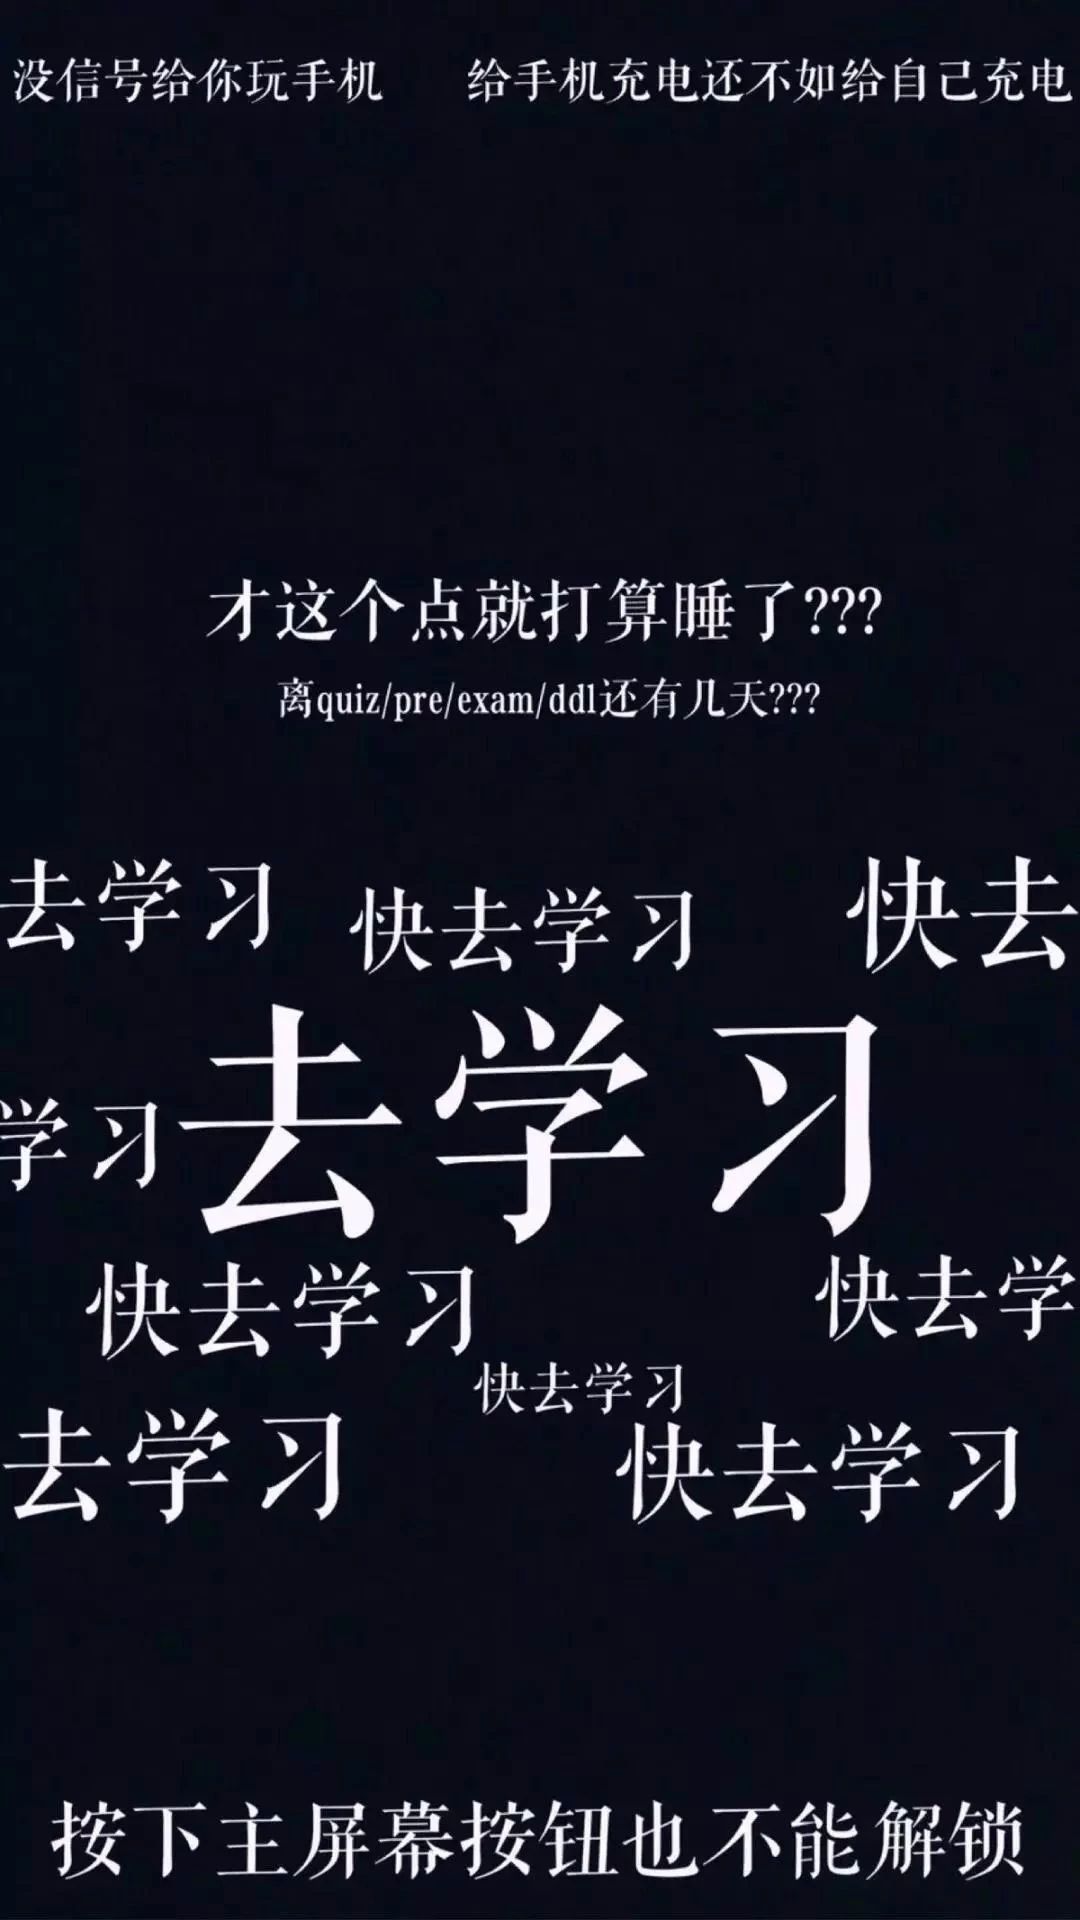 没信号给你玩手机 给手机充电还不如给自己充电
才这个点就打算睡了???
离quiz/pre/exam/ddl还有几天???
去学习 快去学习 快去
去学习
学习
快去学习 快去学
快去学习
去学习 快去学习
按下主屏幕按钮也不能解锁